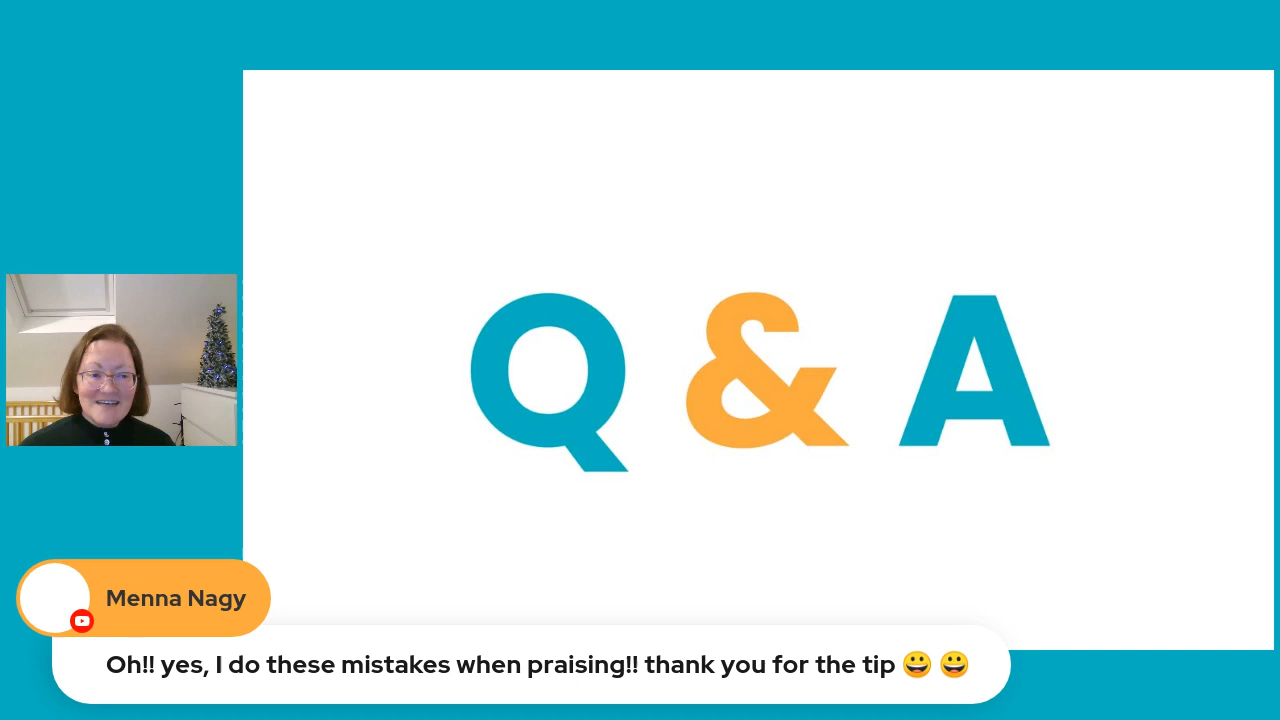 Q & A
Menna Nagy
Oh!! yes, I do these mistakes when praising!! thank you for the tip 😀 😀